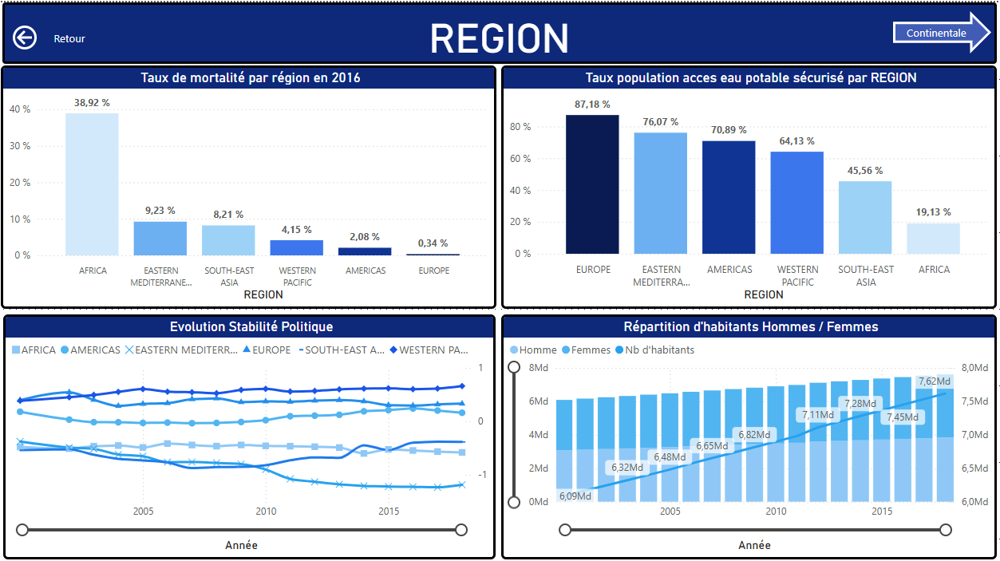 Retour
REGION
Continentale
Taux de mortalité par région en 2016
40 %
30 %
20 %
10 %
0 %
38,92 %
9,23 %
8,21 %
4,15 %
2,08 %
0,34 %
AFRICA
EASTERN MEDITERRANE...
SOUTH-EAST ASIA
WESTERN PACIFIC
AMERICAS
EUROPE
REGION
Taux population acces eau potable sécurisé par REGION
80 %
60 %
40 %
20 %
0 %
87,18 %
76,07 %
70,89 %
64,13 %
45,56 %
19,13 %
EUROPE
EASTERN MEDITERRA...
AMERICAS
WESTERN PACIFIC
SOUTH-EAST ASIA
AFRICA
REGION
Evolution Stabilité Politique
AFRICA AMERICAS EASTERN MEDITERR... EUROPE SOUTH-EAST A... WESTERN PA...
1
0
-1
2005 2010 2015
Année
Répartition d'habitants Hommes / Femmes
Homme Femmes Nb d'habitants
8Md
6Md
4Md
2Md
0Md
6,09Md
6,32Md
6,48Md
6,65Md
6,82Md
7,11Md
7,28Md
7,45Md
7,62Md
8,0Md
7,5Md
7,0Md
6,5Md
6,0Md
2005 2010 2015
Année